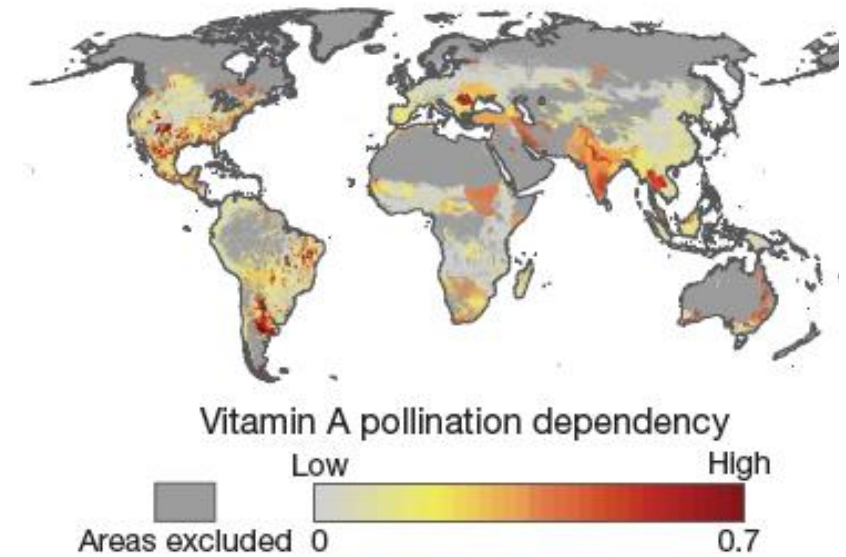 Vitamin A pollination dependency
Low High
Areas excluded 0 0.7